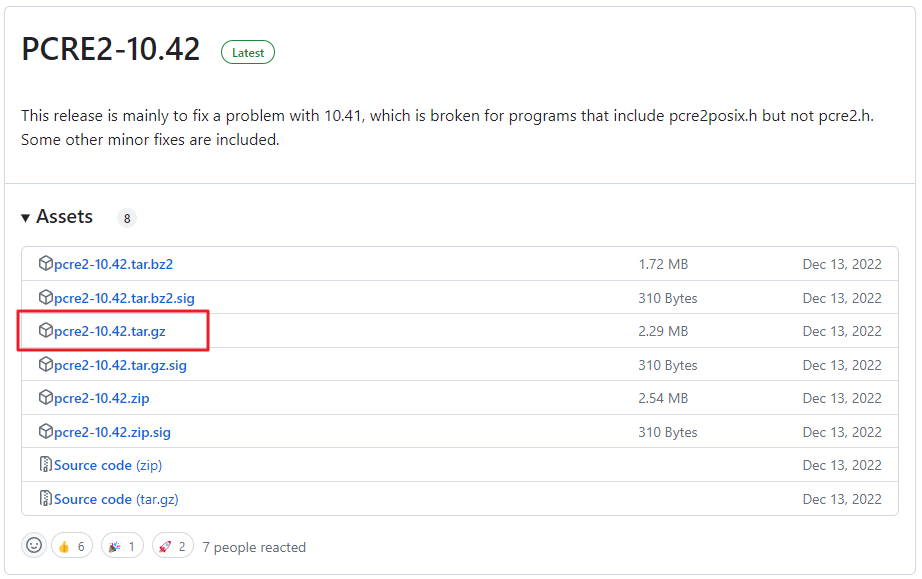 PCRE2-10.42 Latest
This release is mainly to fix a problem with 10.41, which is broken for programs that include pcre2posix.h but not pcre2.h.
Some other minor fixes are included.
Assets 8
pcre2-10.42.tar.bz2 1.72 MB Dec 13, 2022
pcre2-10.42.tar.bz2.sig 310 Bytes Dec 13, 2022
pcre2-10.42.tar.gz 2.29 MB Dec 13, 2022
pcre2-10.42.tar.gz.sig 310 Bytes Dec 13, 2022
pcre2-10.42.zip 2.54 MB Dec 13, 2022
pcre2-10.42.zip.sig 310 Bytes Dec 13, 2022
Source code (zip) Dec 13, 2022
Source code (tar.gz) Dec 13, 2022
6 1 2 7 people reacted